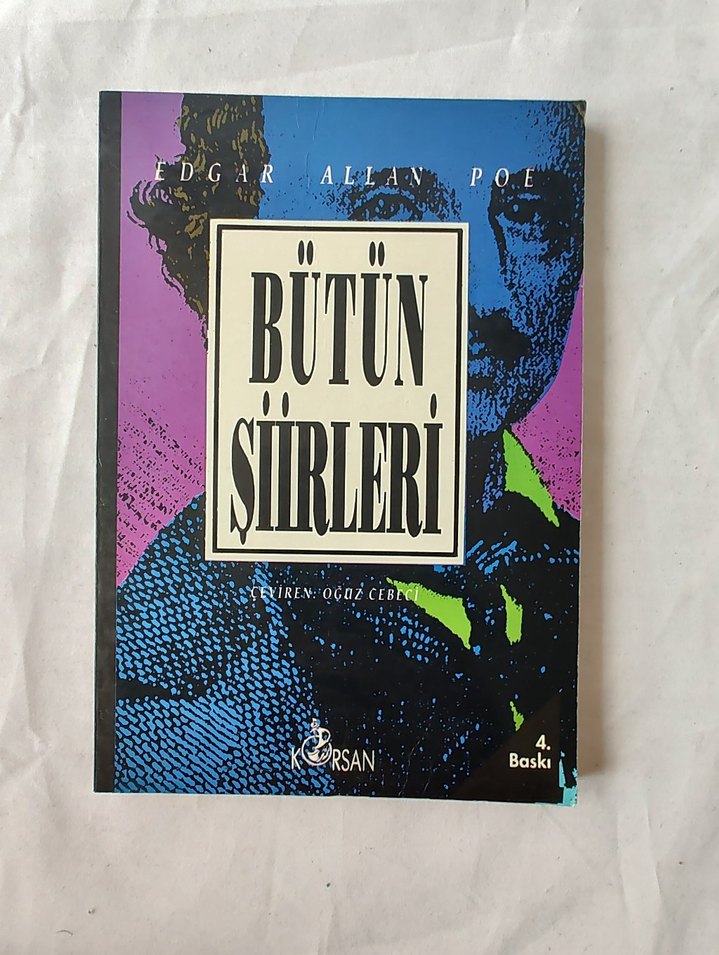 EDGAR ALLAN POE
BÜTÜN
ŞİİRLERİ
ÇEVİREN: OĞUZ CEBECİ
KORSAN
4.
Baskı